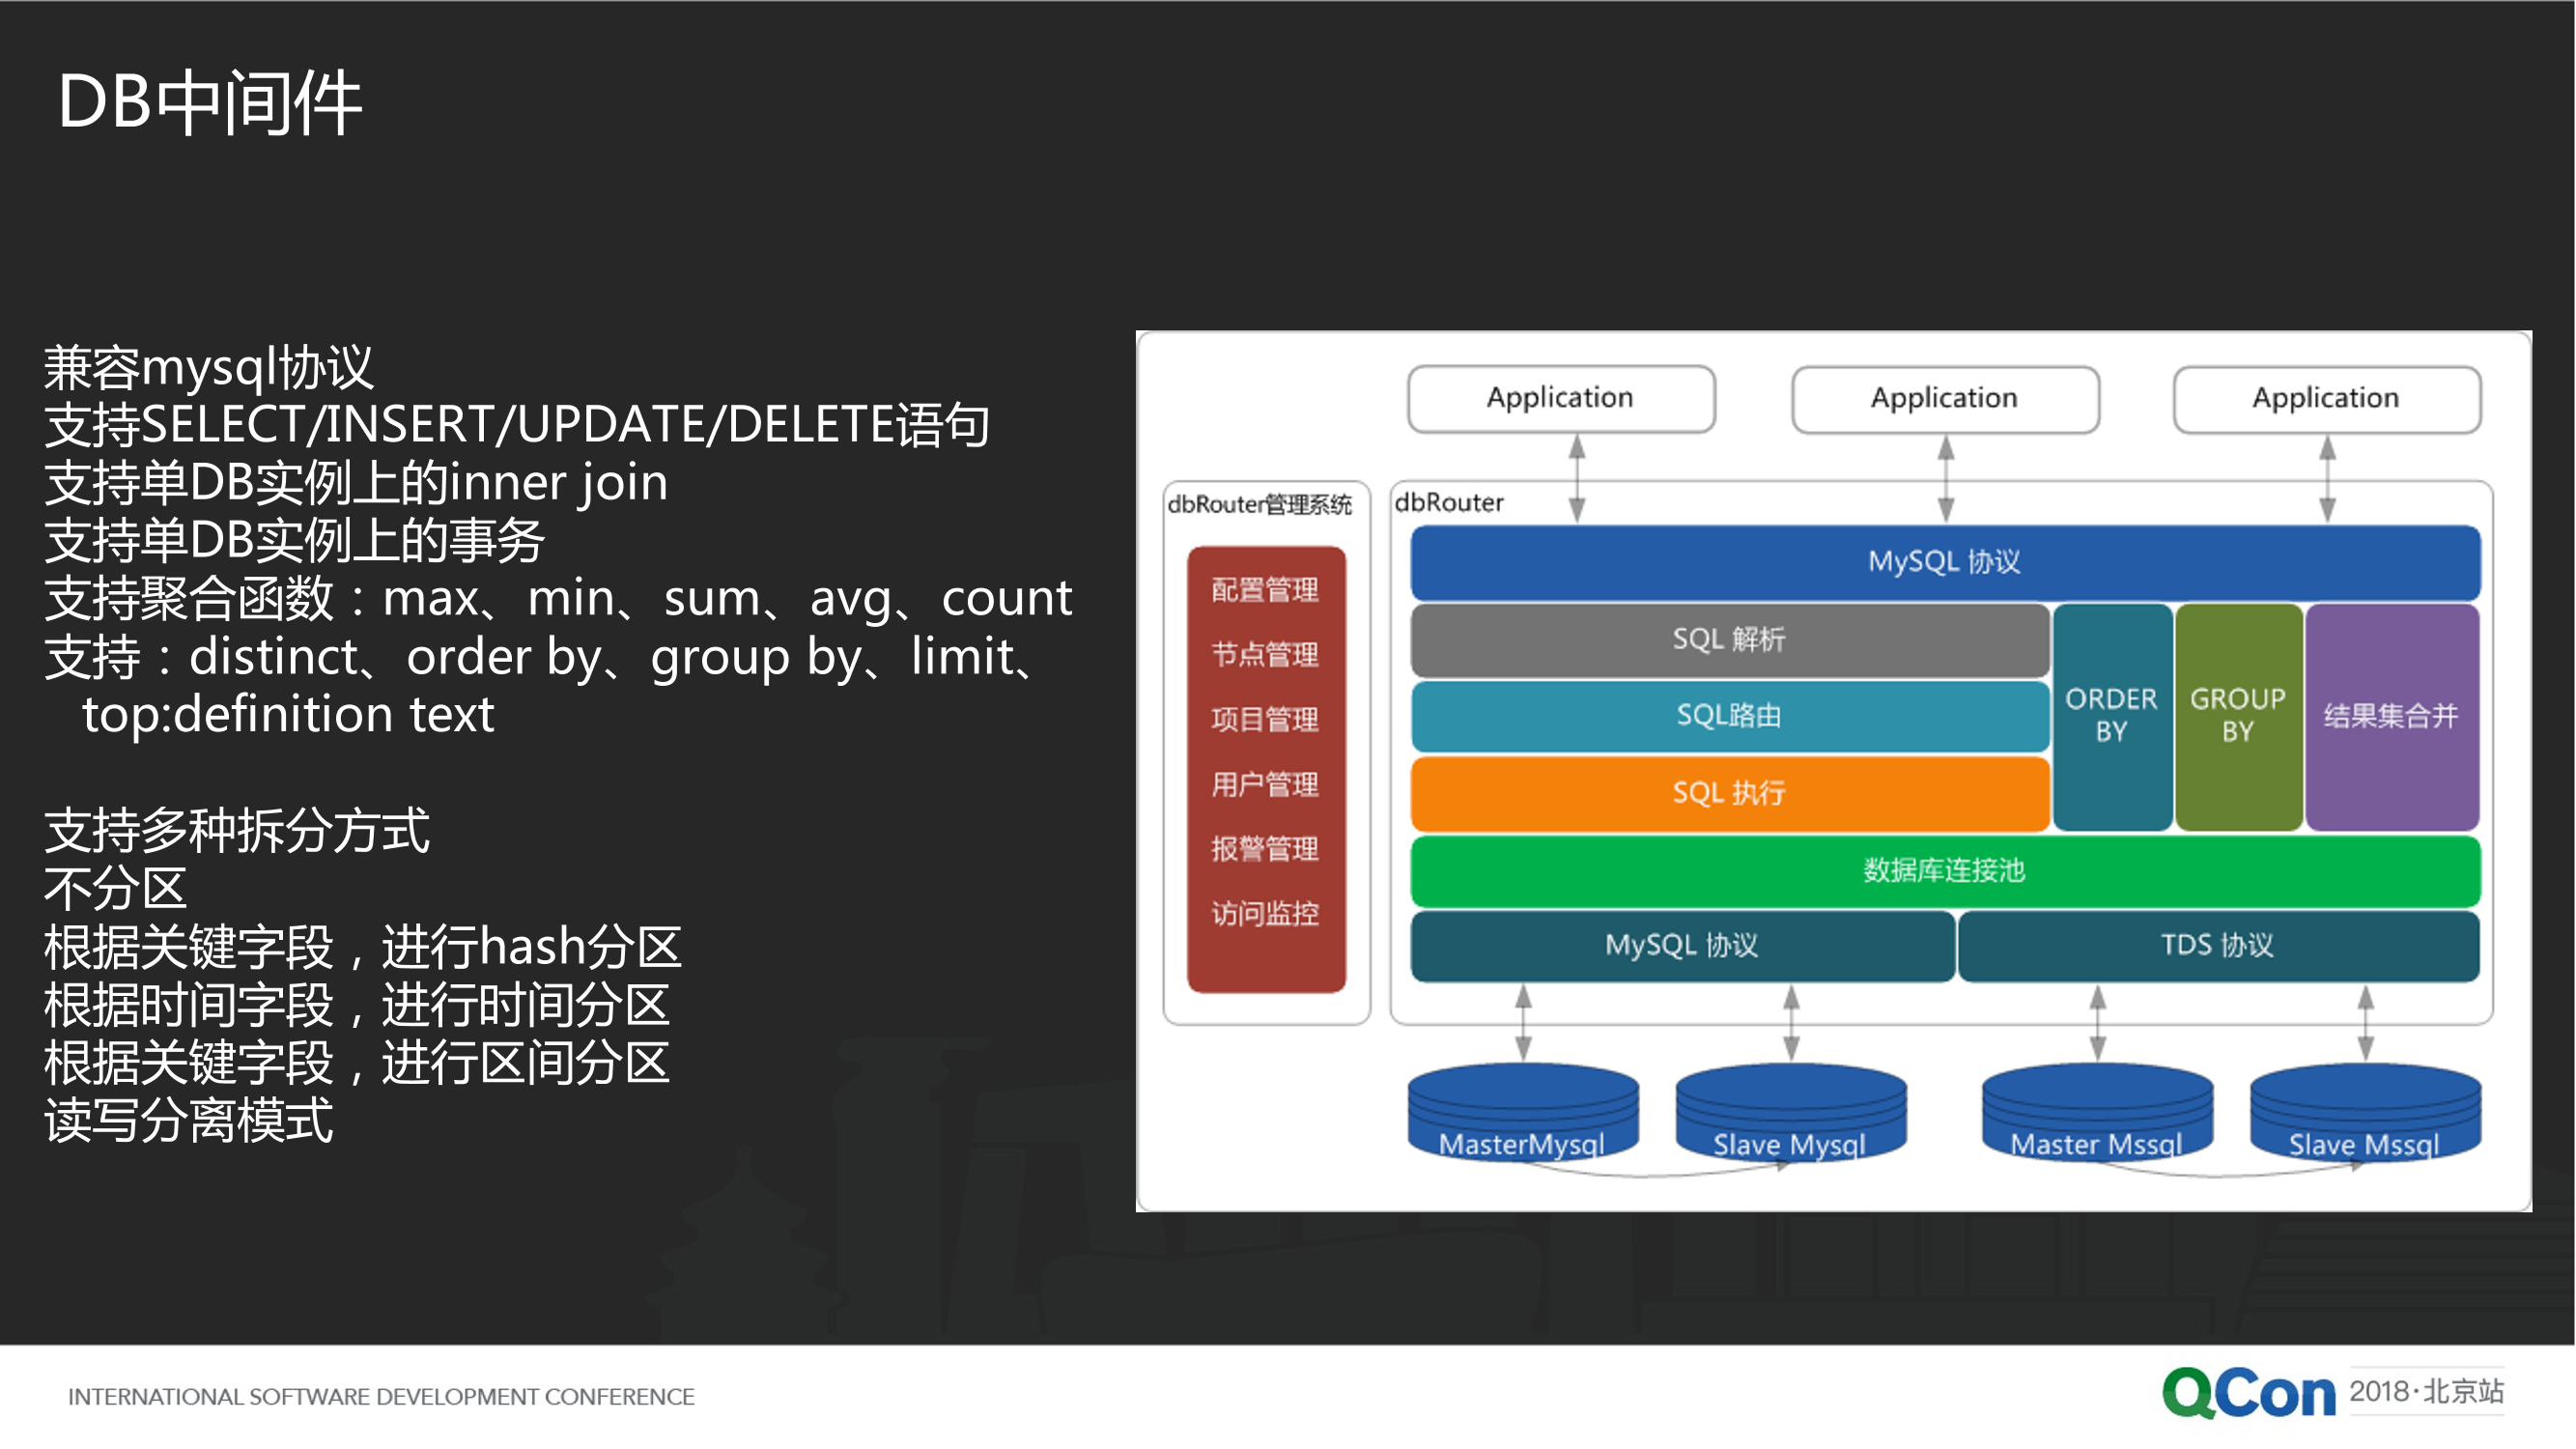 DB中间件
兼容mysql协议
支持SELECT/INSERT/UPDATE/DELETE语句
支持单DB实例上的inner join
支持单DB实例上的事务
支持聚合函数：max、min、sum、avg、count
支持：distinct、order by、group by、limit、
top:definition text
支持多种拆分方式
不分区
根据关键字段，进行hash分区
根据时间字段，进行时间分区
根据关键字段，进行区间分区
读写分离模式
Application
Application
Application
dbRouter管理系统
配置管理
节点管理
项目管理
用户管理
报警管理
访问监控
dbRouter
MySQL 协议
SQL 解析
SQL路由
SQL 执行
ORDER
BY
GROUP
BY
结果集合并
数据库连接池
MySQL 协议
TDS 协议
MasterMysql
Slave Mysql
Master Mssql
Slave Mssql
INTERNATIONAL SOFTWARE DEVELOPMENT CONFERENCE
QCon 2018·北京站